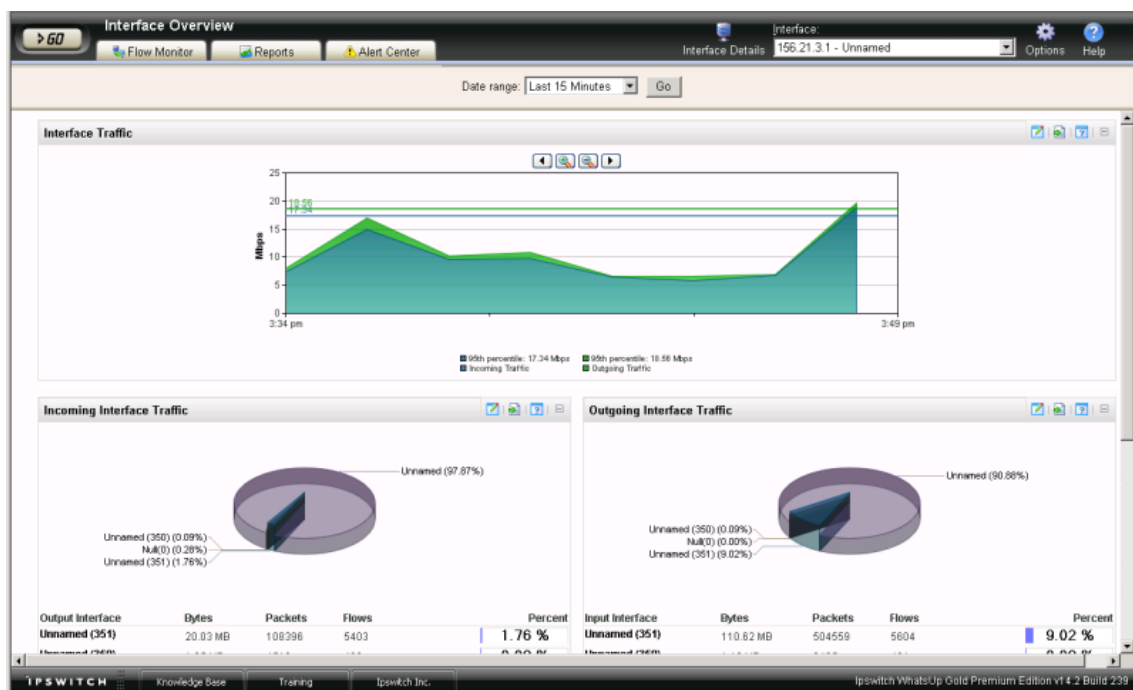 > GO
Interface Overview
Flow Monitor
Reports
Alert Center
Interface Details
Interface:
156.21.3.1 - Unnamed
Options
Help
Date range: Last 15 Minutes Go
Interface Traffic
25
20
15
10
5
0
18.56
17.34
Mbps
3:34 pm
3:49 pm
95th percentile: 17.34 Mbps
95th percentile: 18.56 Mbps
Incoming Traffic
Outgoing Traffic
Incoming Interface Traffic
Unnamed (97.87%)
Unnamed (350) (0.09%)
Null(0) (0.28%)
Unnamed (351) (1.76%)
Output Interface Bytes Packets Flows Percent
Unnamed (351) 20.03 MB 108396 5403 1.76 %
Outgoing Interface Traffic
Unnamed (90.88%)
Unnamed (350) (0.09%)
Null(0) (0.00%)
Unnamed (351) (9.02%)
Input Interface Bytes Packets Flows Percent
Unnamed (351) 110.62 MB 504559 5604 9.02 %
IPSWITCH
Knowledge Base
Training
Ipswitch Inc.
Ipswitch WhatsUp Gold Premium Edition v14.2 Build 239